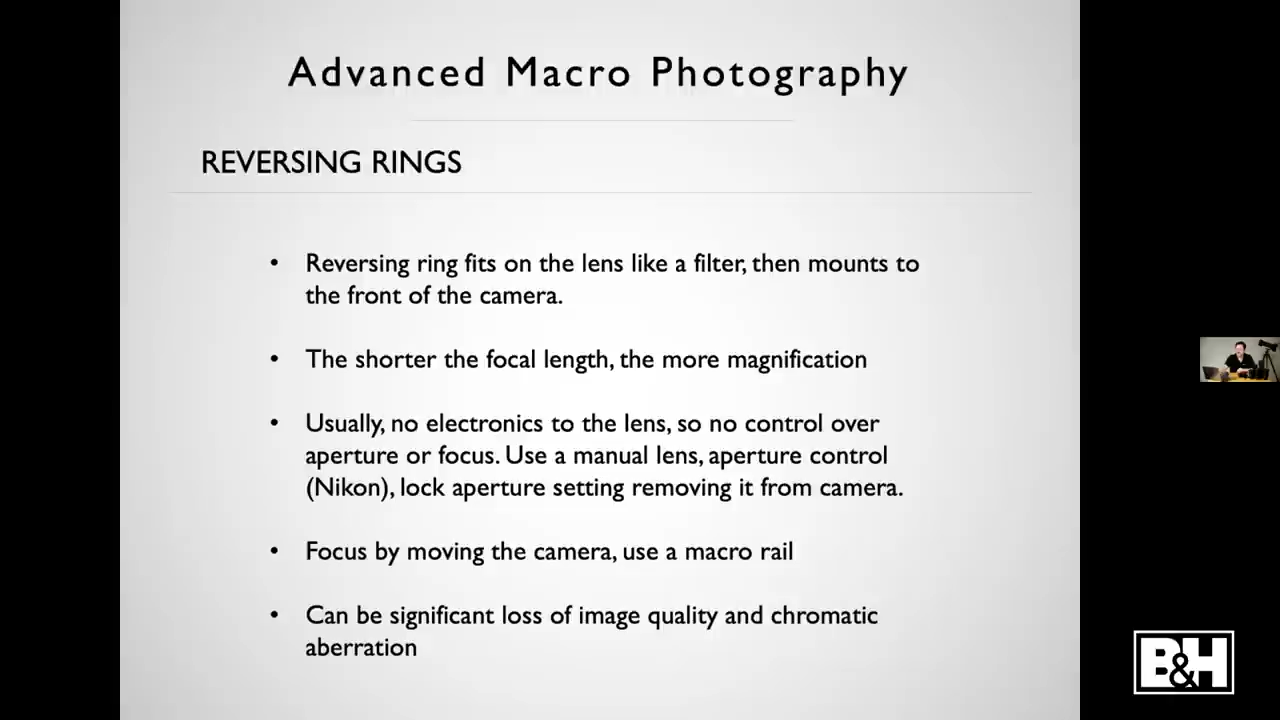 Advanced Macro Photography
REVERSING RINGS
• Reversing ring fits on the lens like a filter, then mounts to
the front of the camera.
• The shorter the focal length, the more magnification
• Usually, no electronics to the lens, so no control over
aperture or focus. Use a manual lens, aperture control
(Nikon), lock aperture setting removing it from camera.
• Focus by moving the camera, use a macro rail
• Can be significant loss of image quality and chromatic
aberration
B&H